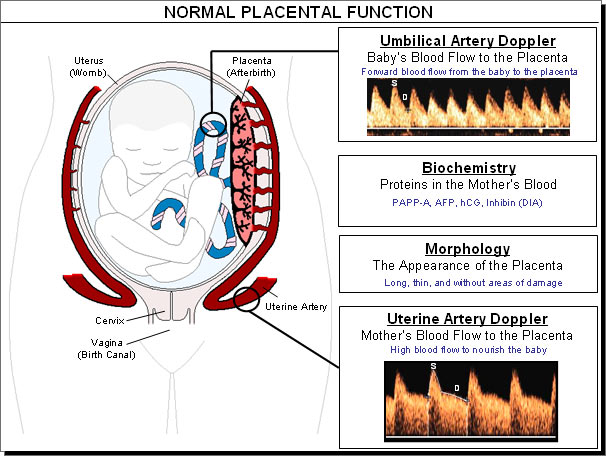 NORMAL PLACENTAL FUNCTION
Uterus
(Womb)
Placenta
(Afterbirth)
Cervix
Vagina
(Birth Canal)
Uterine Artery
Umbilical Artery Doppler
Baby's Blood Flow to the Placenta
Forward blood flow from the baby to the placenta
S
D
Biochemistry
Proteins in the Mother's Blood
PAPP-A, AFP, hCG, Inhibin (DIA)
Morphology
The Appearance of the Placenta
Long, thin, and without areas of damage
Uterine Artery Doppler
Mother's Blood Flow to the Placenta
High blood flow to nourish the baby
S
D